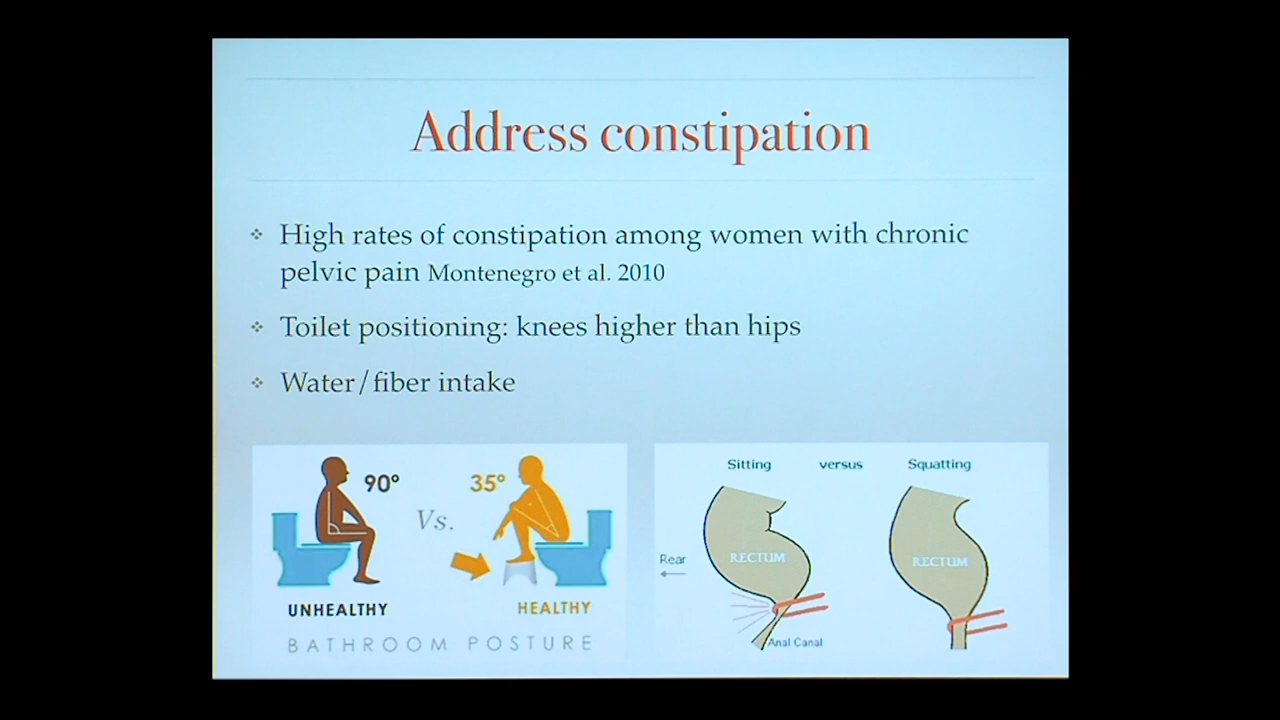 Address constipation
❖ High rates of constipation among women with chronic
pelvic pain Montenegro et al. 2010
❖ Toilet positioning: knees higher than hips
❖ Water/fiber intake
90°
Vs.
35°
UNHEALTHY
HEALTHY
BATHROOM POSTURE
Sitting versus Squatting
Rear
RECTUM
RECTUM
Anal Canal